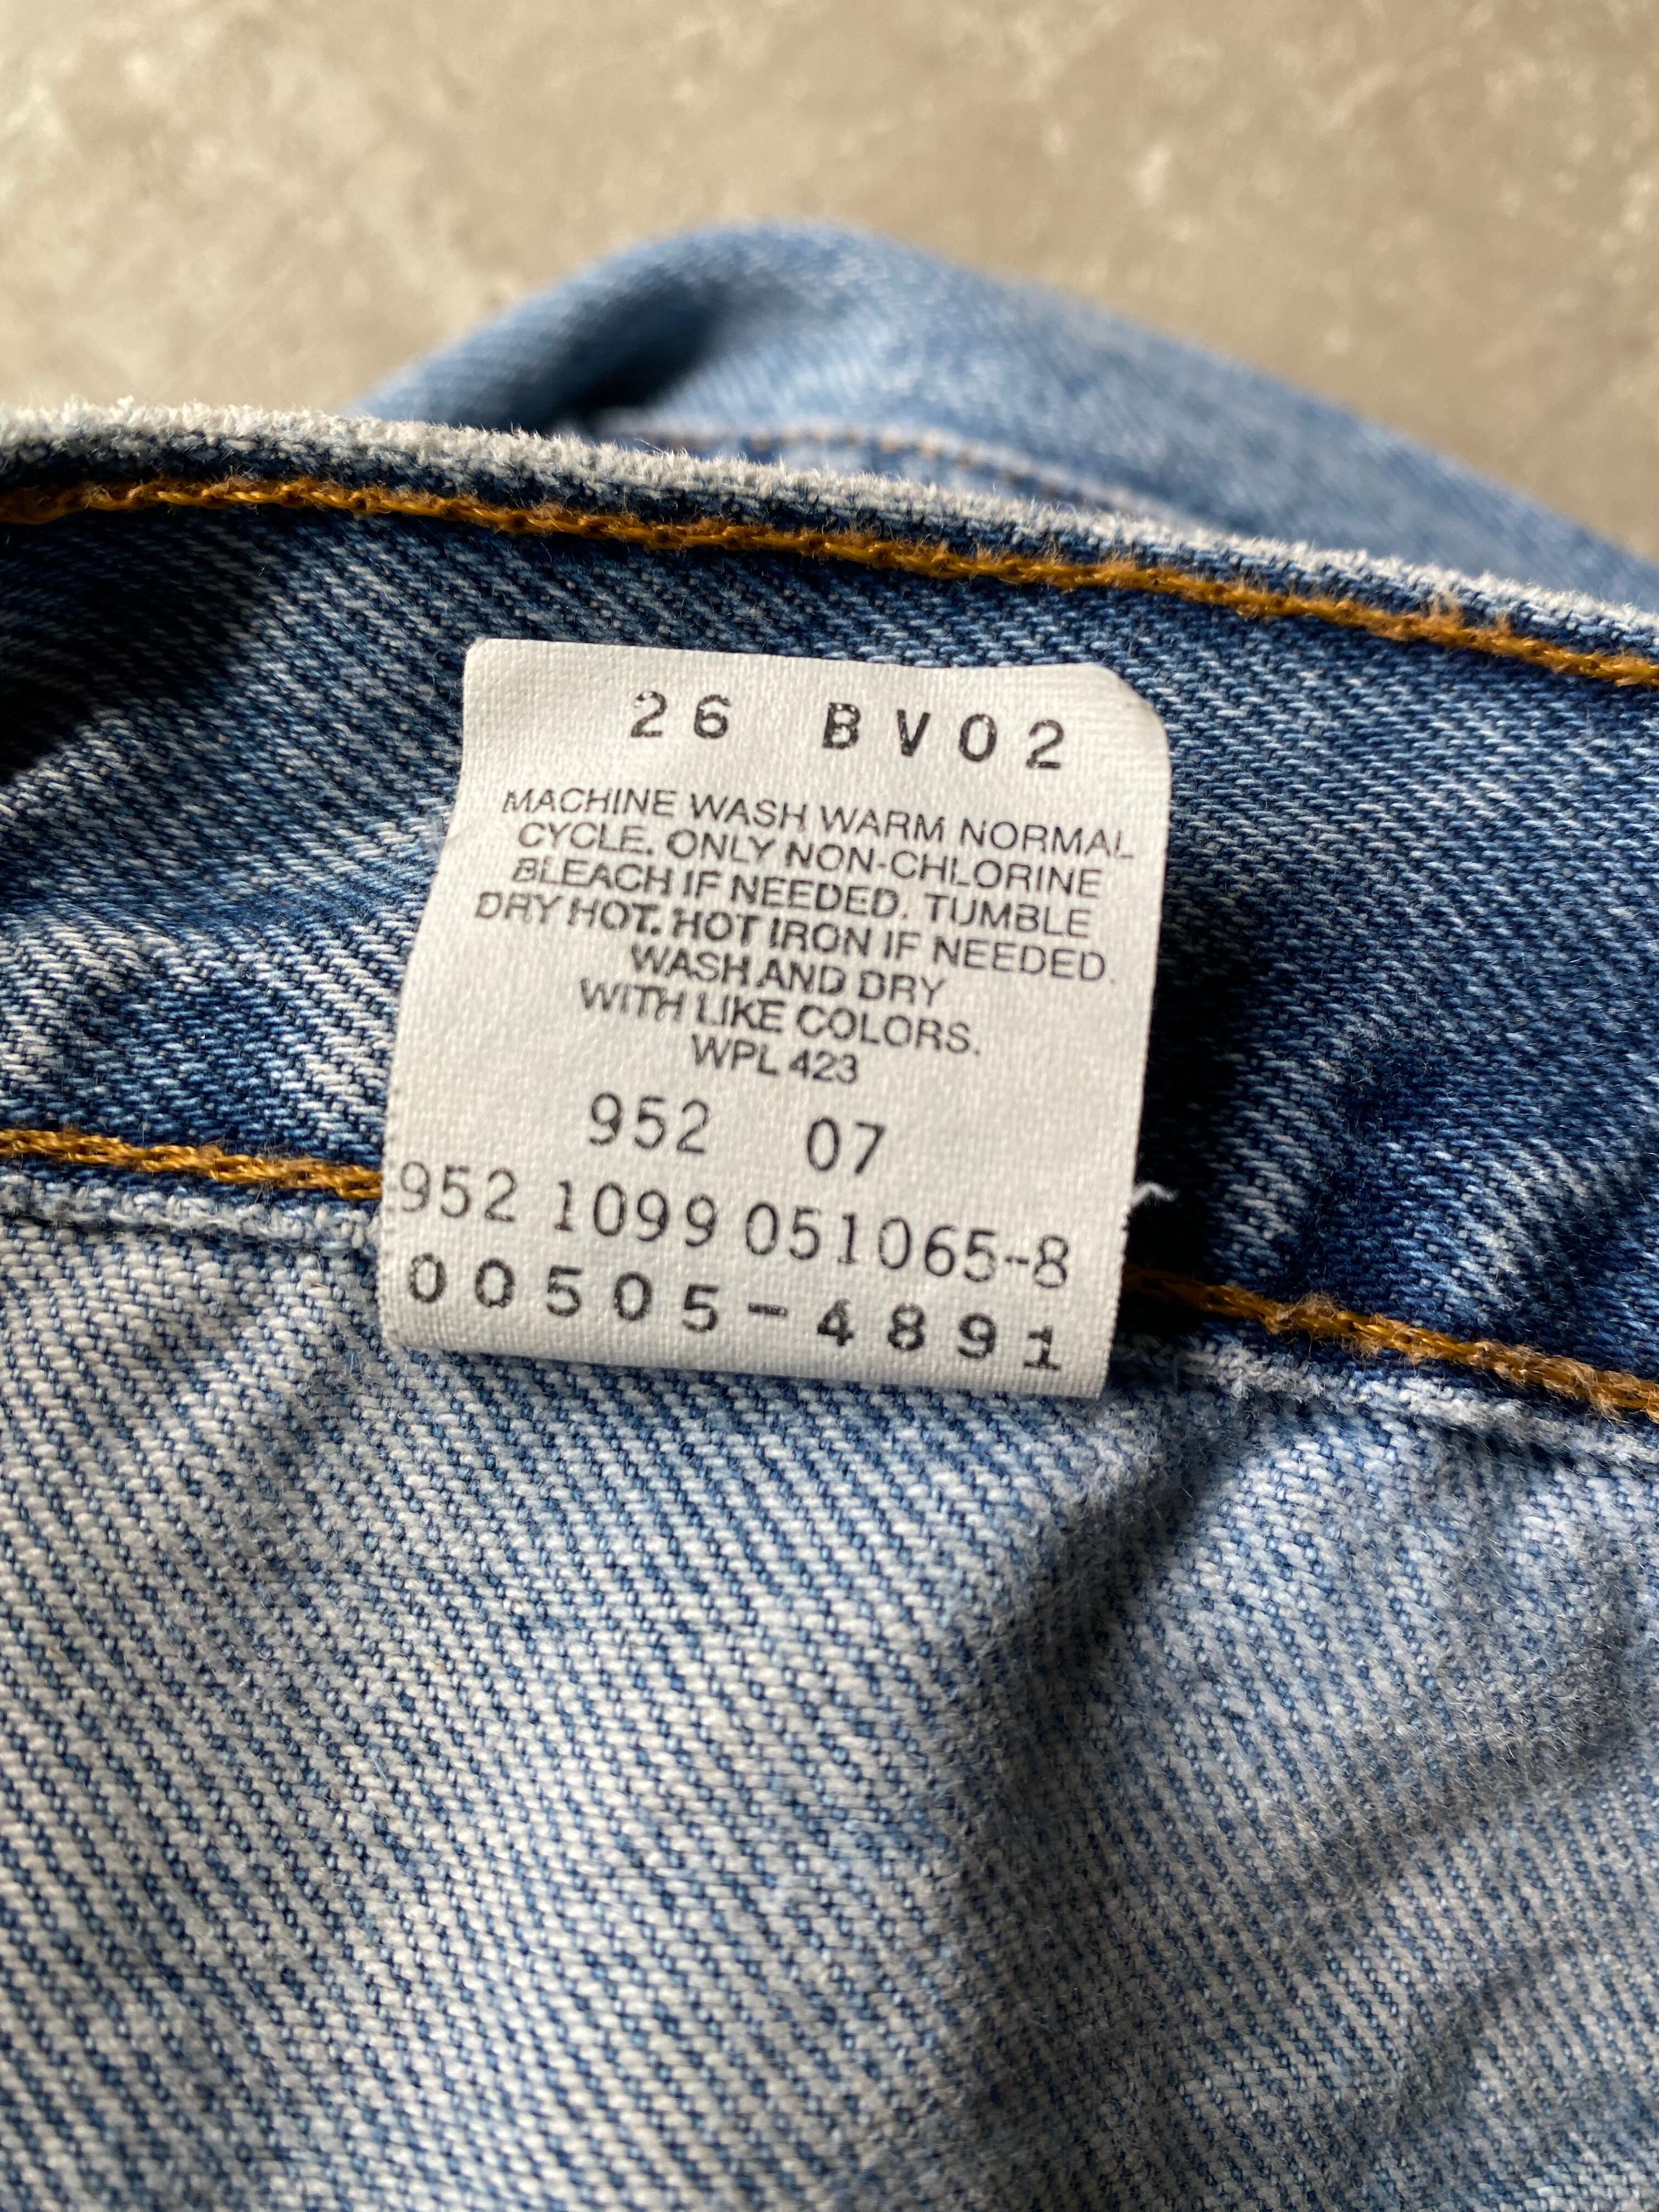 26 BV02
MACHINE WASH WARM NORMAL
CYCLE. ONLY NON-CHLORINE
BLEACH IF NEEDED. TUMBLE
DRY HOT. HOT IRON IF NEEDED.
WASH AND DRY
WITH LIKE COLORS.
WPL 423
952 07
952 1099 051065-8
00505-4891